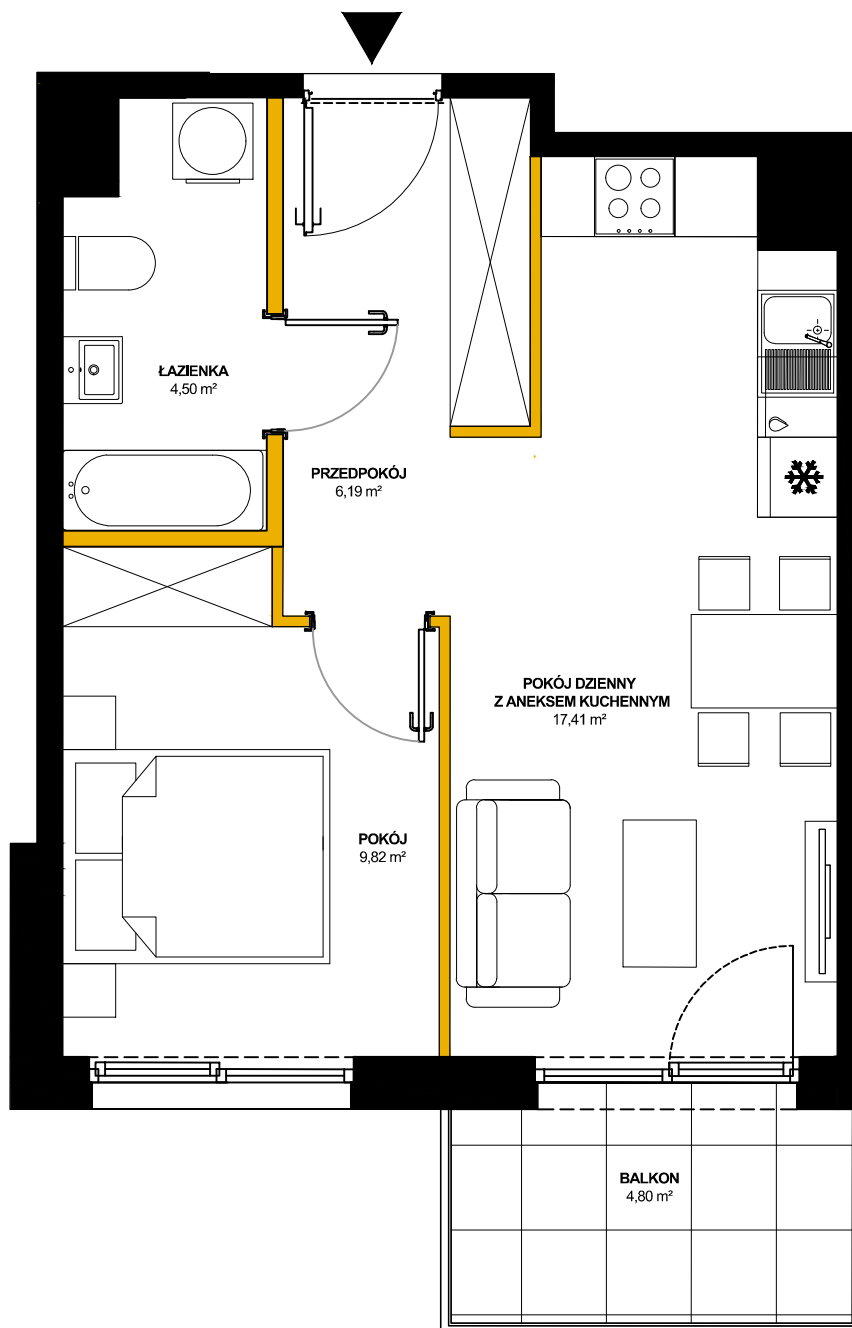 ŁAZIENKA
4,50 m²
PRZEDPOKÓJ
6,19 m²
POKÓJ DZIENNY
Z ANEKSEM KUCHENNYM
17,41 m²
POKÓJ
9,82 m²
BALKON
4,80 m²